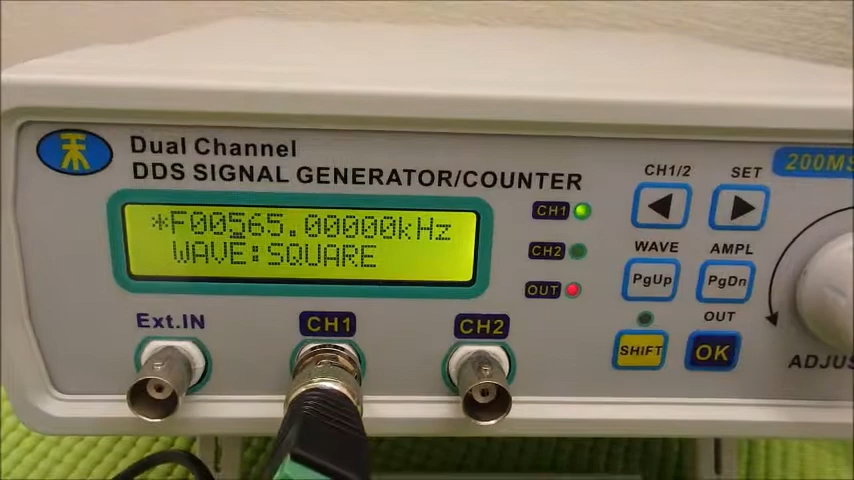 Dual Channel
DDS SIGNAL GENERATOR/COUNTER
200MS
*F00565.00000kHz
WAVE:SQUARE
CH1
CH2
OUT
CH1/2
SET
WAVE
AMPL
PgUp
PgDn
OUT
SHIFT
OK
ADJUS
Ext.IN
CH1
CH2